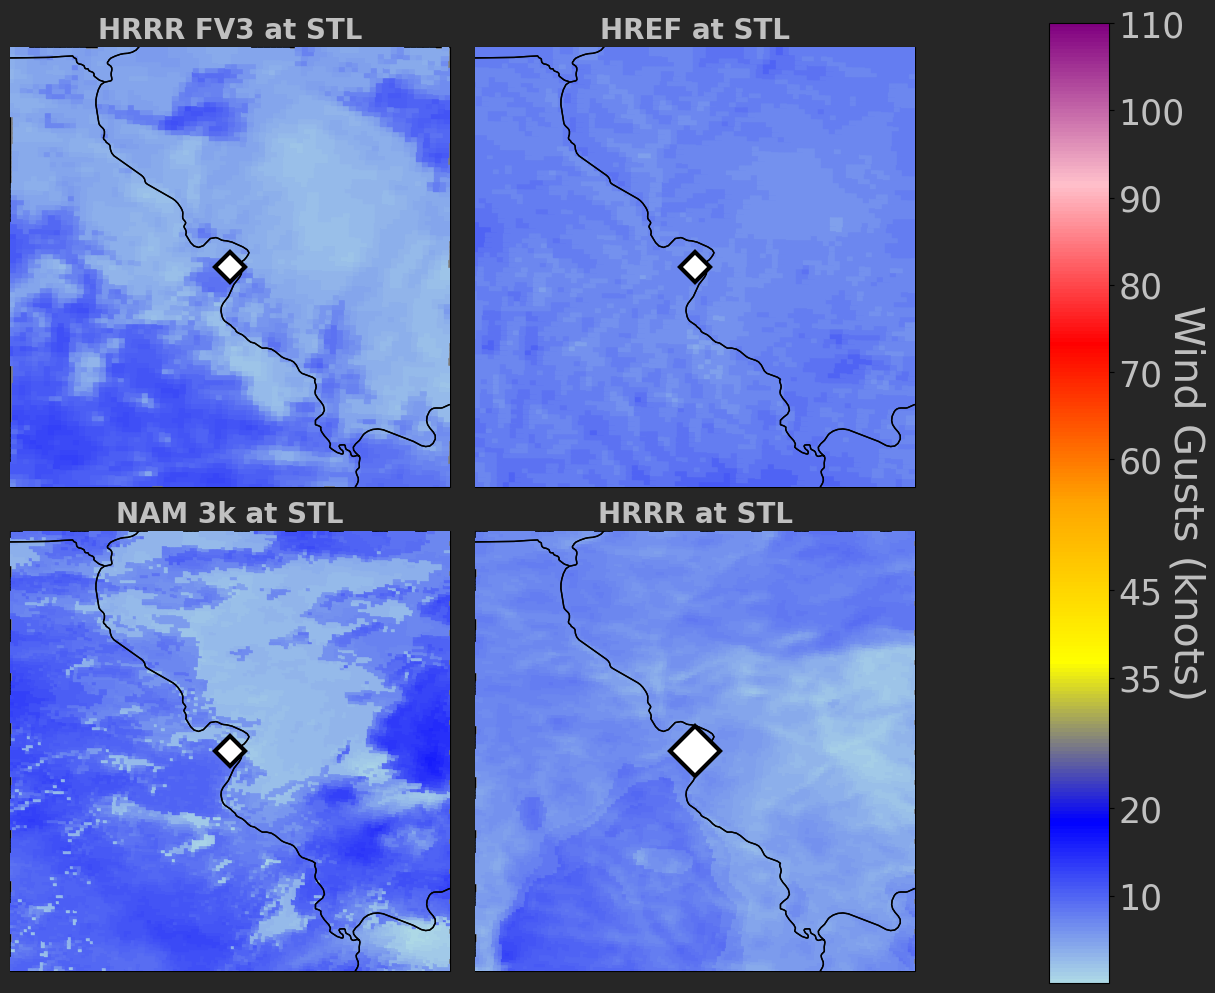 HRRR FV3 at STL
HREF at STL
NAM 3k at STL
HRRR at STL
110
100
90
80
70
60
45
35
20
10
Wind Gusts (knots)